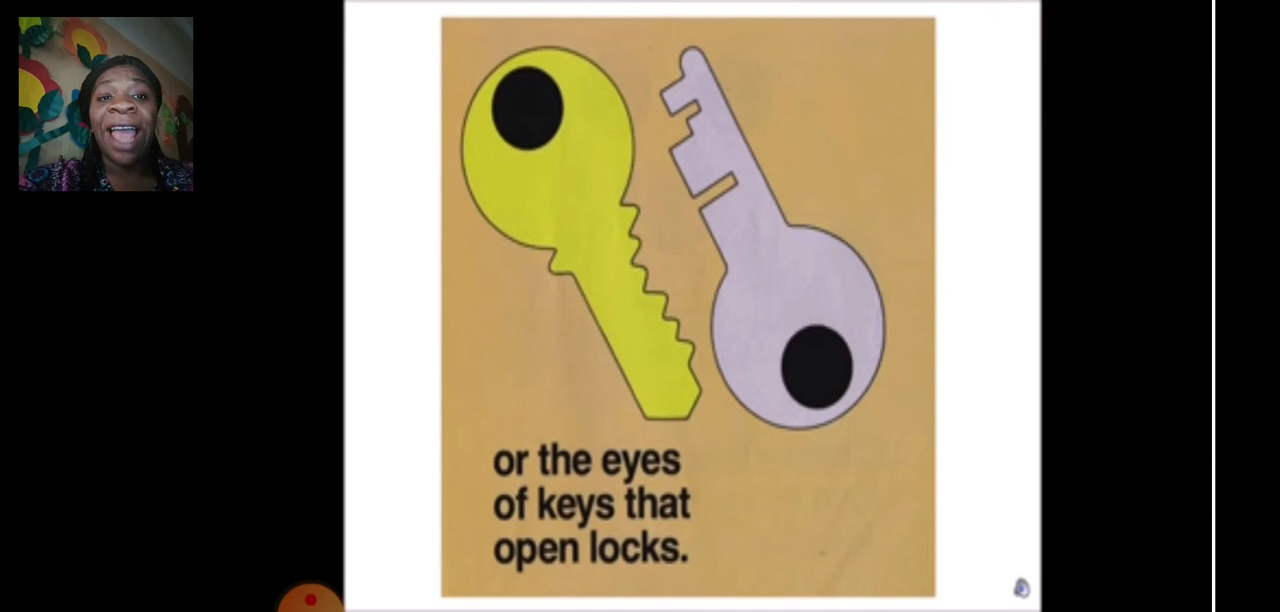 or the eyes
of keys that
open locks.